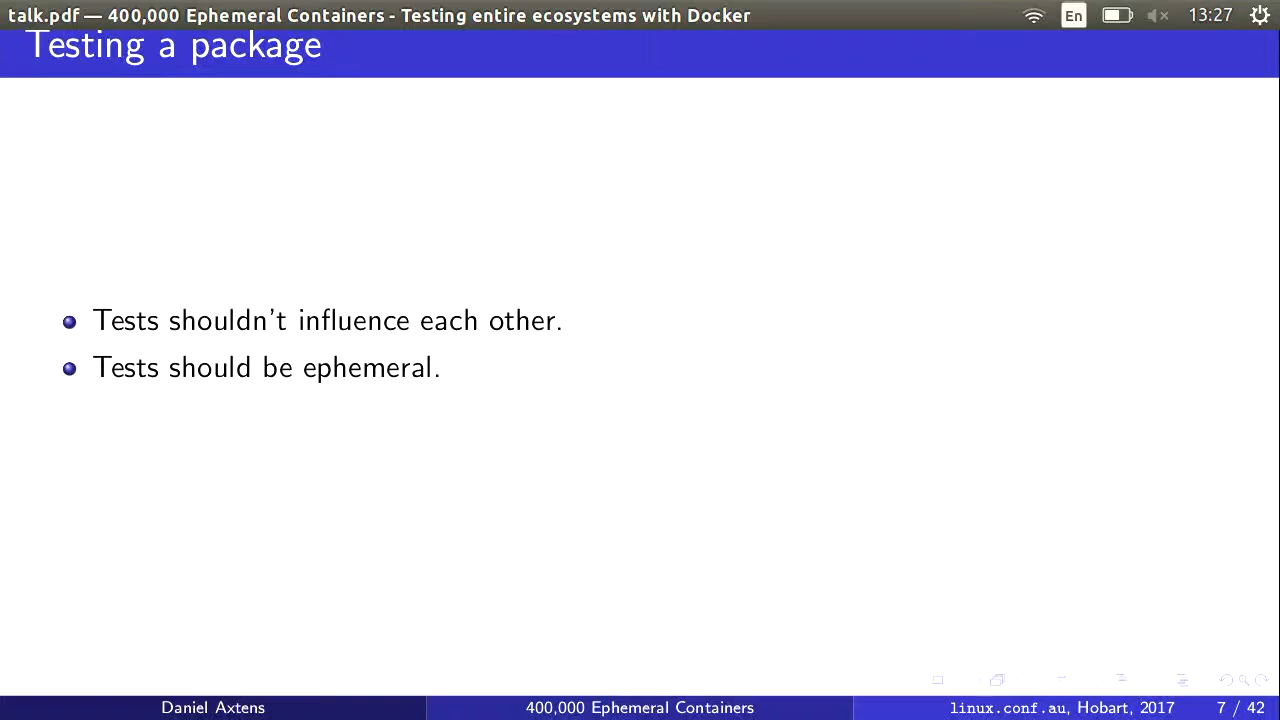 talk.pdf — 400,000 Ephemeral Containers - Testing entire ecosystems with Docker
En
13:27
Testing a package
Tests shouldn't influence each other.
Tests should be ephemeral.
Daniel Axtens
400,000 Ephemeral Containers
linux.conf.au, Hobart, 2017
7 / 42